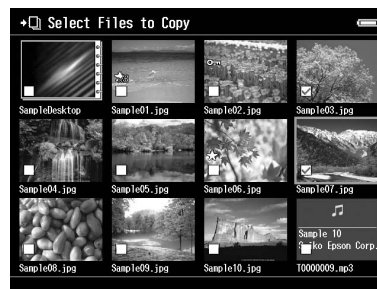 Select Files to Copy
SampleDesktop Sample01.jpg Sample02.jpg Sample03.jpg
Sample04.jpg Sample05.jpg Sample06.jpg Sample07.jpg
Sample 10
Seiko Epson Corp.
Sample08.jpg Sample09.jpg Sample10.jpg T0000009.mp3